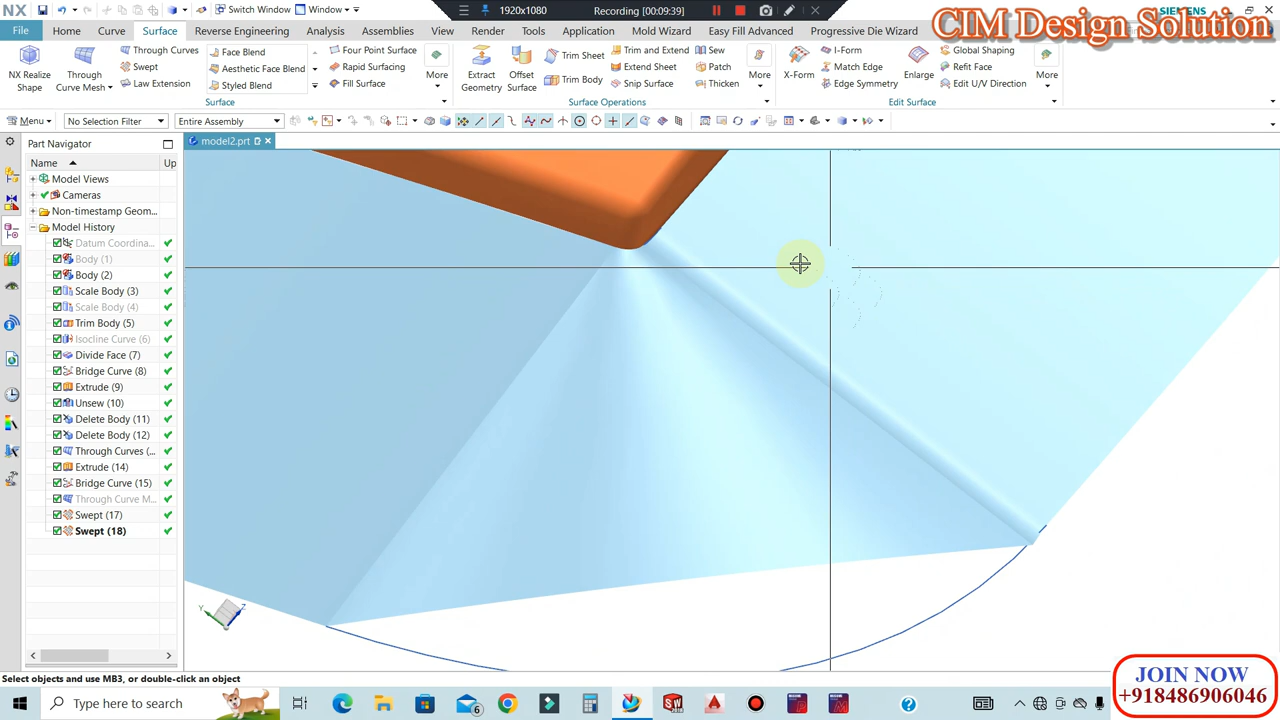 NX Switch Window Window 1920x1080 Recording [00:09:39] SIEMENS
CIM Design Solution
File Home Curve Surface Reverse Engineering Analysis Assemblies View Render Tools Application Mold Wizard Easy Fill Advanced Progressive Die Wizard
NX Realize Shape
Through Curve Mesh
Through Curves
Swept
Law Extension
Face Blend
Aesthetic Face Blend
Styled Blend
Four Point Surface
Rapid Surfacing
Fill Surface
More
Extract Geometry
Offset Surface
Trim Sheet
Trim Body
Trim and Extend
Extend Sheet
Snip Surface
Sew
Patch
Thicken
More
X-Form
I-Form
Match Edge
Edge Symmetry
Enlarge
Global Shaping
Refit Face
Edit U/V Direction
More
Surface Surface Operations Edit Surface
Menu No Selection Filter Entire Assembly
Part Navigator model2.prt
Name Up
Model Views
Cameras
Non-timestamp Geom...
Model History
Datum Coordina...
Body (1)
Body (2)
Scale Body (3)
Scale Body (4)
Trim Body (5)
Isocline Curve (6)
Divide Face (7)
Bridge Curve (8)
Extrude (9)
Unsew (10)
Delete Body (11)
Delete Body (12)
Through Curves (...
Extrude (14)
Bridge Curve (15)
Through Curve M...
Swept (17)
Swept (18)
Y Z
Select objects and use MB3, or double-click an object
JOIN NOW
+918486906046
Type here to search
6